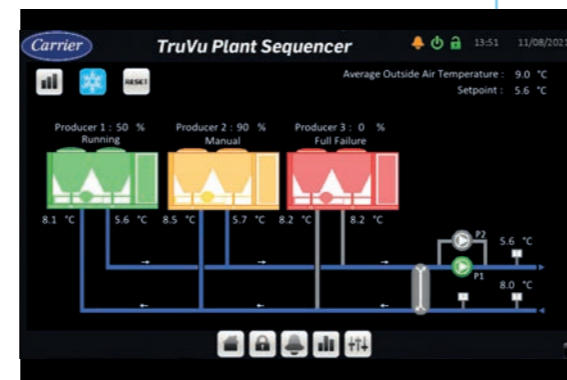 Carrier
TruVu Plant Sequencer
13:51 11/08/2021
RESET
Average Outside Air Temperature : 9.0 °C
Setpoint : 5.6 °C
Producer 1 : 50 % Producer 2 : 90 % Producer 3 : 0 %
Running Manual Full Failure
8.1 °C 5.6 °C 8.5 °C 5.7 °C 8.2 °C 8.2 °C
P2 5.6 °C
P1 8.0 °C